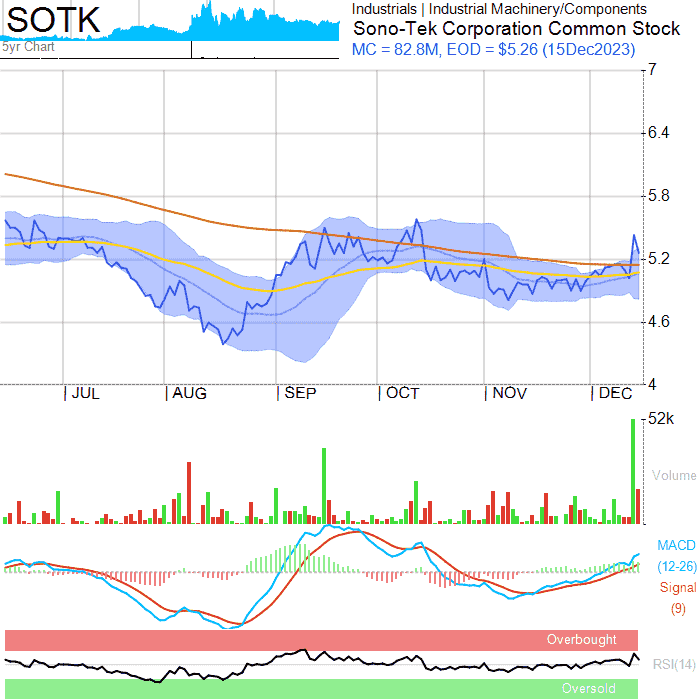 SOTK
5yr Chart
Industrials | Industrial Machinery/Components
Sono-Tek Corporation Common Stock
MC = 82.8M, EOD = $5.26 (15Dec2023)
7
6.4
5.8
5.2
4.6
4
JUL AUG SEP OCT NOV DEC
52k
Volume
MACD
(12-26)
Signal
(9)
Overbought
RSI(14)
Oversold